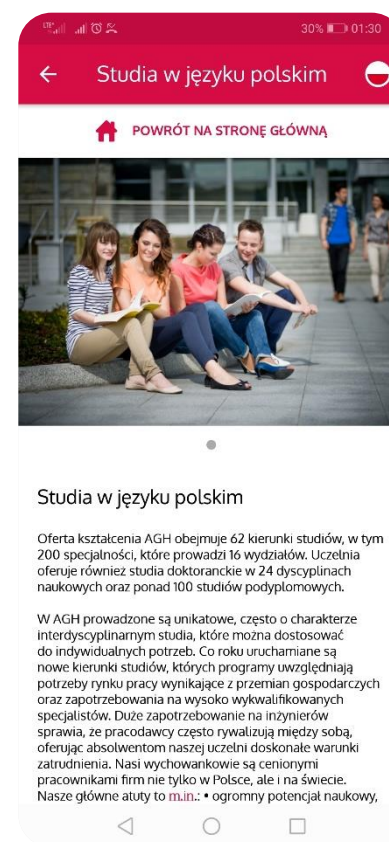 LTE 30% 01:30
Studia w języku polskim
POWRÓT NA STRONĘ GŁÓWNĄ
Studia w języku polskim
Oferta kształcenia AGH obejmuje 62 kierunki studiów, w tym
200 specjalności, które prowadzi 16 wydziałów. Uczelnia
oferuje również studia doktoranckie w 24 dyscyplinach
naukowych oraz ponad 100 studiów podyplomowych.
W AGH prowadzone są unikatowe, często o charakterze
interdyscyplinarnym studia, które można dostosować
do indywidualnych potrzeb. Co roku uruchamiane są
nowe kierunki studiów, których programy uwzględniają
potrzeby rynku pracy wynikające z przemian gospodarczych
oraz zapotrzebowania na wysoko wykwalifikowanych
specjalistów. Duże zapotrzebowanie na inżynierów
sprawia, że pracodawcy często rywalizują między sobą,
oferując absolwentom naszej uczelni doskonałe warunki
zatrudnienia. Nasi wychowankowie są cenionymi
pracownikami firm nie tylko w Polsce, ale i na świecie.
Nasze główne atuty to m.in.: • ogromny potencjał naukowy,